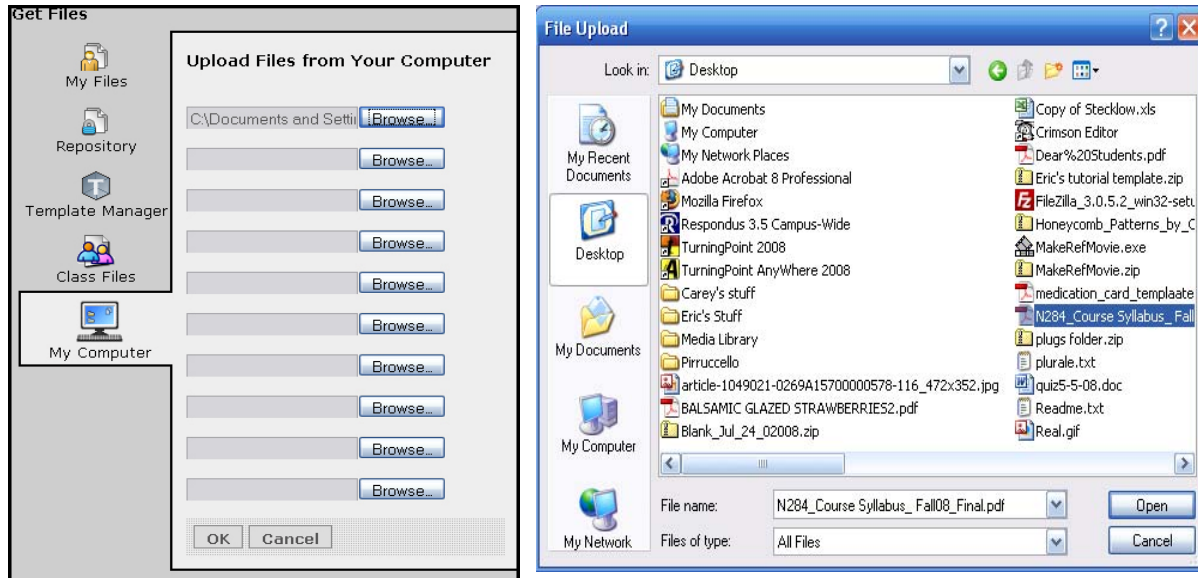 Get Files
My Files
Repository
Template Manager
Class Files
My Computer
Upload Files from Your Computer
C:\Documents and Settin Browse...
Browse...
Browse...
Browse...
Browse...
Browse...
Browse...
Browse...
Browse...
Browse...
OK Cancel
File Upload
Look in: Desktop
My Recent
Documents
Desktop
My Documents
My Computer
My Network
My Documents
My Computer
My Network Places
Adobe Acrobat 8 Professional
Mozilla Firefox
Respondus 3.5 Campus-Wide
TurningPoint 2008
TurningPoint AnyWhere 2008
Carey's stuff
Eric's Stuff
Media Library
Pirruccello
article-1049021-0269A15700000578-116_472x352.jpg
BALSAMIC GLAZED STRAWBERRIES2.pdf
Blank_Jul_24_02008.zip
Copy of Stecklow.xls
Crimson Editor
Dear%20Students.pdf
Eric's tutorial template.zip
FileZilla_3.0.5.2_win32-setu
Honeycomb_Patterns_by_C
MakeRefMovie.exe
MakeRefMovie.zip
medication_card_templaate
N284_Course Syllabus_ Fall
plugs folder.zip
plurale.txt
quiz5-5-08.doc
Readme.txt
Real.gif
File name: N284_Course Syllabus_ Fall08_Final.pdf Open
Files of type: All Files Cancel